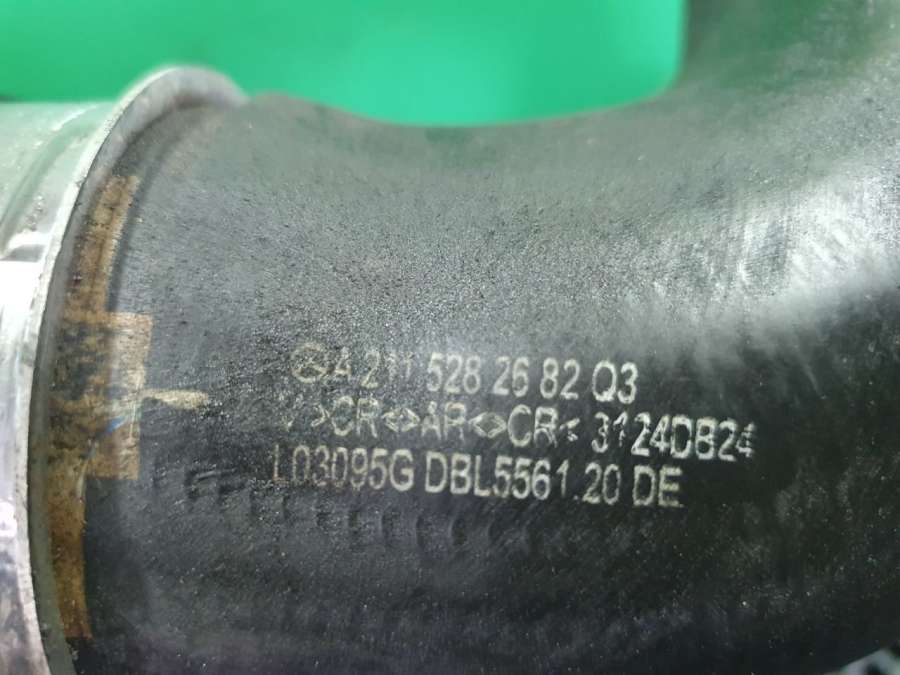 A 211 528 26 82 Q3
>CR<>AR<>CR< 3124DB24
L03095G DBL5561.20 DE